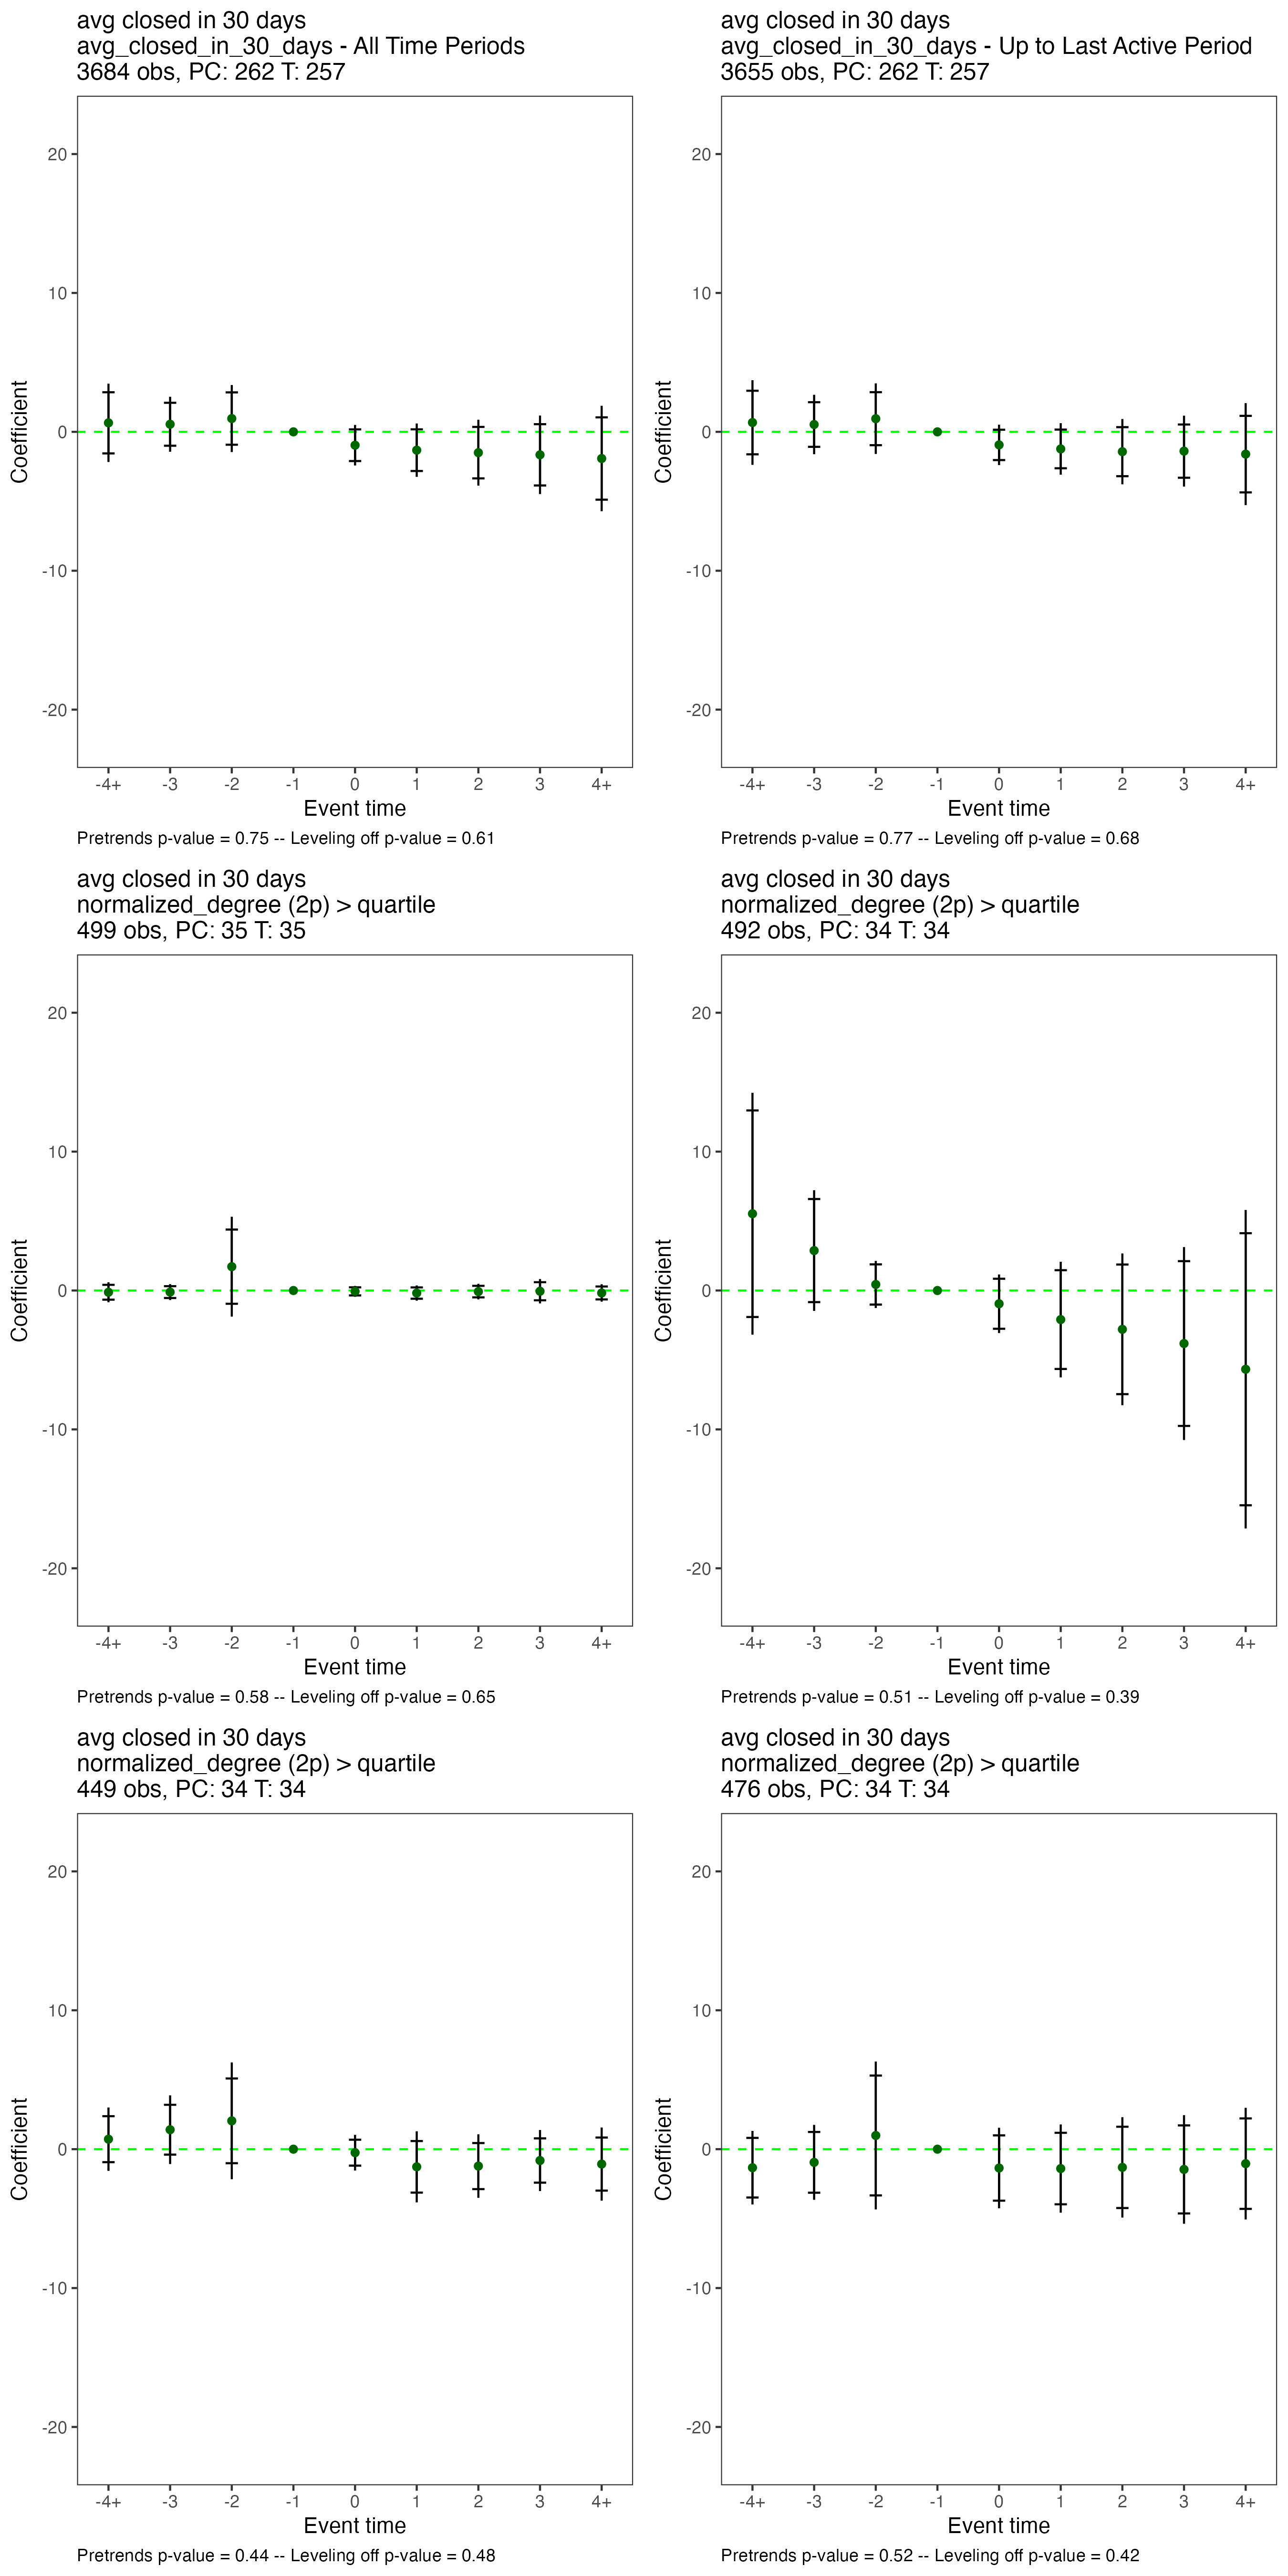 avg closed in 30 days
avg_closed_in_30_days - All Time Periods
3684 obs, PC: 262 T: 257
20
10
0
-10
-20
Coefficient
-4+ -3 -2 -1 0 1 2 3 4+
Event time
Pretrends p-value = 0.75 -- Leveling off p-value = 0.61
avg closed in 30 days
avg_closed_in_30_days - Up to Last Active Period
3655 obs, PC: 262 T: 257
20
10
0
-10
-20
Coefficient
-4+ -3 -2 -1 0 1 2 3 4+
Event time
Pretrends p-value = 0.77 -- Leveling off p-value = 0.68
avg closed in 30 days
normalized_degree (2p) > quartile
499 obs, PC: 35 T: 35
20
10
0
-10
-20
Coefficient
-4+ -3 -2 -1 0 1 2 3 4+
Event time
Pretrends p-value = 0.58 -- Leveling off p-value = 0.65
avg closed in 30 days
normalized_degree (2p) > quartile
492 obs, PC: 34 T: 34
20
10
0
-10
-20
Coefficient
-4+ -3 -2 -1 0 1 2 3 4+
Event time
Pretrends p-value = 0.51 -- Leveling off p-value = 0.39
avg closed in 30 days
normalized_degree (2p) > quartile
449 obs, PC: 34 T: 34
20
10
0
-10
-20
Coefficient
-4+ -3 -2 -1 0 1 2 3 4+
Event time
Pretrends p-value = 0.44 -- Leveling off p-value = 0.48
avg closed in 30 days
normalized_degree (2p) > quartile
476 obs, PC: 34 T: 34
20
10
0
-10
-20
Coefficient
-4+ -3 -2 -1 0 1 2 3 4+
Event time
Pretrends p-value = 0.52 -- Leveling off p-value = 0.42